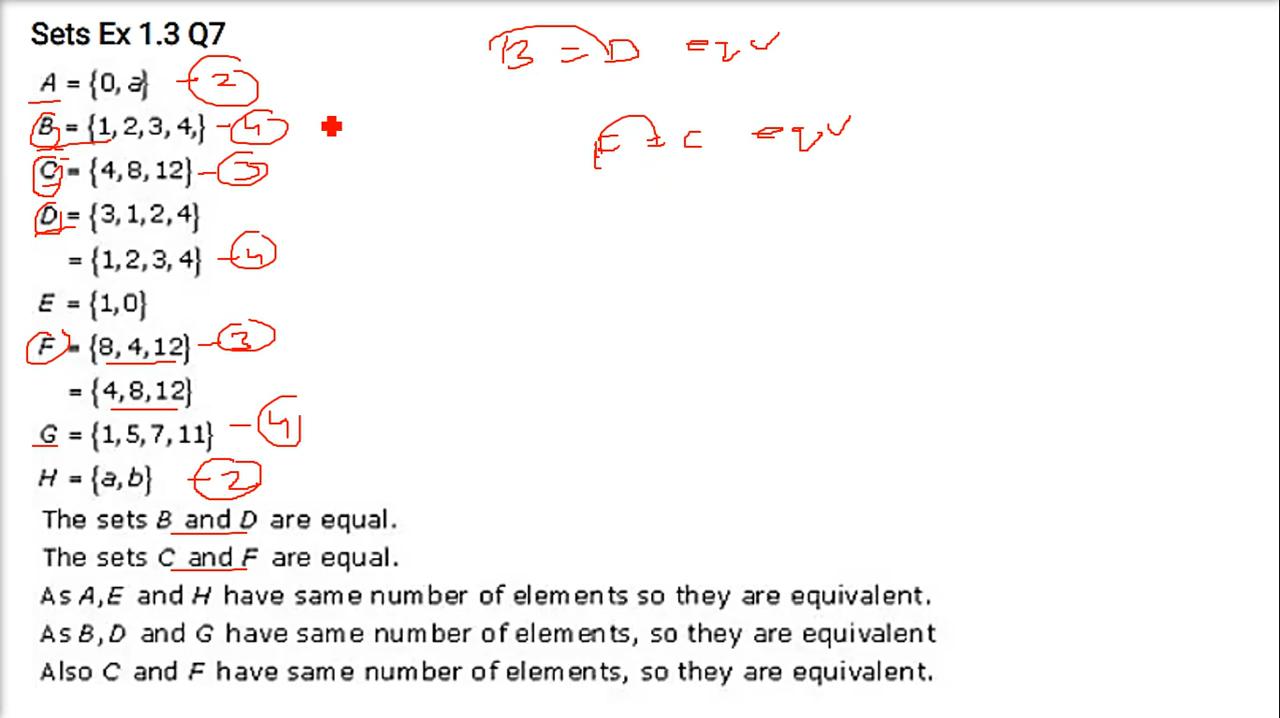 Sets Ex 1.3 Q7
B = D equ
A = {0, a} - 2
B = {1, 2, 3, 4,} - 4
F = C equ
C = {4, 8, 12} - 3
D = {3, 1, 2, 4}
= {1, 2, 3, 4} - 4
E = {1, 0}
F = {8, 4, 12} - 3
= {4, 8, 12}
G = {1, 5, 7, 11} - 4
H = {a, b} - 2
The sets B and D are equal.
The sets C and F are equal.
As A, E and H have same number of elements so they are equivalent.
As B, D and G have same number of elements, so they are equivalent
Also C and F have same number of elements, so they are equivalent.